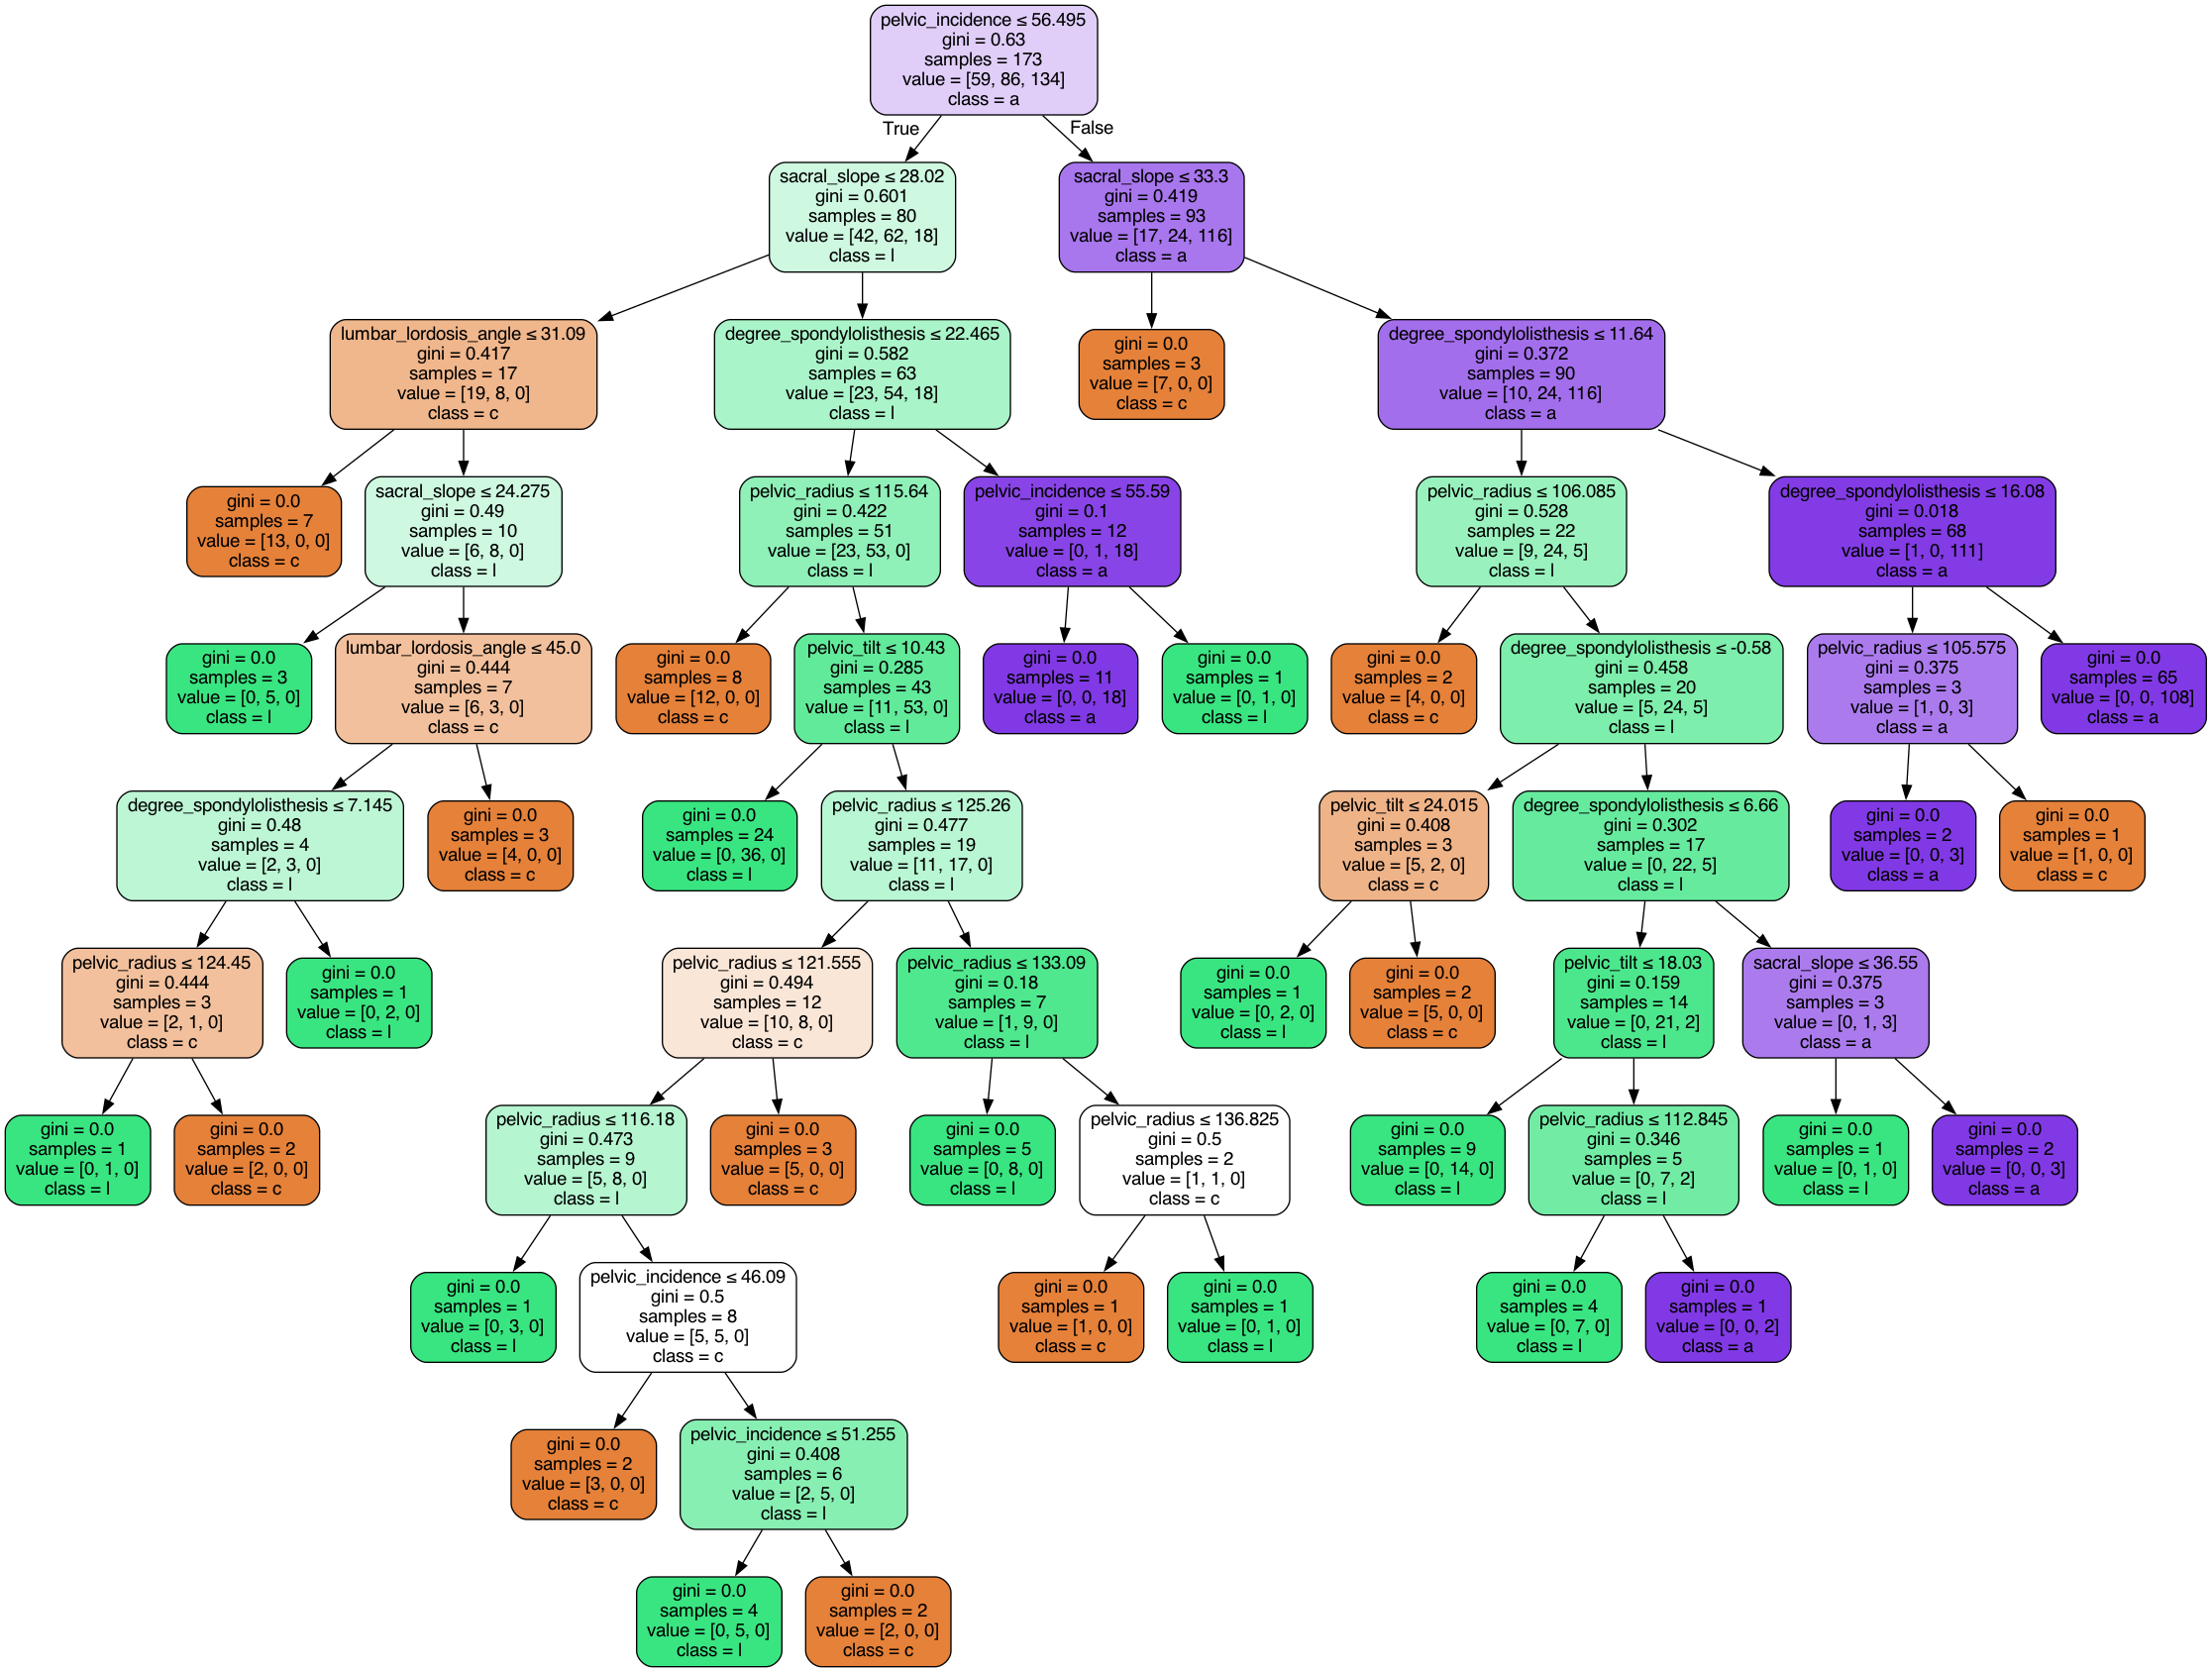 pelvic_incidence ≤ 56.495
gini = 0.63
samples = 173
value = [59, 86, 134]
class = a
True
False
sacral_slope ≤ 28.02
gini = 0.601
samples = 80
value = [42, 62, 18]
class = l
sacral_slope ≤ 33.3
gini = 0.419
samples = 93
value = [17, 24, 116]
class = a
lumbar_lordosis_angle ≤ 31.09
gini = 0.417
samples = 17
value = [19, 8, 0]
class = c
degree_spondylolisthesis ≤ 22.465
gini = 0.582
samples = 63
value = [23, 54, 18]
class = l
gini = 0.0
samples = 3
value = [7, 0, 0]
class = c
degree_spondylolisthesis ≤ 11.64
gini = 0.372
samples = 90
value = [10, 24, 116]
class = a
gini = 0.0
samples = 7
value = [13, 0, 0]
class = c
sacral_slope ≤ 24.275
gini = 0.49
samples = 10
value = [6, 8, 0]
class = l
pelvic_radius ≤ 115.64
gini = 0.422
samples = 51
value = [23, 53, 0]
class = l
pelvic_incidence ≤ 55.59
gini = 0.1
samples = 12
value = [0, 1, 18]
class = a
pelvic_radius ≤ 106.085
gini = 0.528
samples = 22
value = [9, 24, 5]
class = l
degree_spondylolisthesis ≤ 16.08
gini = 0.018
samples = 68
value = [1, 0, 111]
class = a
gini = 0.0
samples = 3
value = [0, 5, 0]
class = l
lumbar_lordosis_angle ≤ 45.0
gini = 0.444
samples = 7
value = [6, 3, 0]
class = c
gini = 0.0
samples = 8
value = [12, 0, 0]
class = c
pelvic_tilt ≤ 10.43
gini = 0.285
samples = 43
value = [11, 53, 0]
class = l
gini = 0.0
samples = 11
value = [0, 0, 18]
class = a
gini = 0.0
samples = 1
value = [0, 1, 0]
class = l
gini = 0.0
samples = 2
value = [4, 0, 0]
class = c
degree_spondylolisthesis ≤ -0.58
gini = 0.458
samples = 20
value = [5, 24, 5]
class = l
pelvic_radius ≤ 105.575
gini = 0.375
samples = 3
value = [1, 0, 3]
class = a
gini = 0.0
samples = 65
value = [0, 0, 108]
class = a
degree_spondylolisthesis ≤ 7.145
gini = 0.48
samples = 4
value = [2, 3, 0]
class = l
gini = 0.0
samples = 3
value = [4, 0, 0]
class = c
gini = 0.0
samples = 24
value = [0, 36, 0]
class = l
pelvic_radius ≤ 125.26
gini = 0.477
samples = 19
value = [11, 17, 0]
class = l
pelvic_tilt ≤ 24.015
gini = 0.408
samples = 3
value = [5, 2, 0]
class = c
degree_spondylolisthesis ≤ 6.66
gini = 0.302
samples = 17
value = [0, 22, 5]
class = l
gini = 0.0
samples = 2
value = [0, 0, 3]
class = a
gini = 0.0
samples = 1
value = [1, 0, 0]
class = c
pelvic_radius ≤ 124.45
gini = 0.444
samples = 3
value = [2, 1, 0]
class = c
gini = 0.0
samples = 1
value = [0, 2, 0]
class = l
pelvic_radius ≤ 121.555
gini = 0.494
samples = 12
value = [10, 8, 0]
class = c
pelvic_radius ≤ 133.09
gini = 0.18
samples = 7
value = [1, 9, 0]
class = l
gini = 0.0
samples = 1
value = [0, 2, 0]
class = l
gini = 0.0
samples = 2
value = [5, 0, 0]
class = c
pelvic_tilt ≤ 18.03
gini = 0.159
samples = 14
value = [0, 21, 2]
class = l
sacral_slope ≤ 36.55
gini = 0.375
samples = 3
value = [0, 1, 3]
class = a
gini = 0.0
samples = 1
value = [0, 1, 0]
class = l
gini = 0.0
samples = 2
value = [2, 0, 0]
class = c
pelvic_radius ≤ 116.18
gini = 0.473
samples = 9
value = [5, 8, 0]
class = l
gini = 0.0
samples = 3
value = [5, 0, 0]
class = c
gini = 0.0
samples = 5
value = [0, 8, 0]
class = l
pelvic_radius ≤ 136.825
gini = 0.5
samples = 2
value = [1, 1, 0]
class = c
gini = 0.0
samples = 9
value = [0, 14, 0]
class = l
pelvic_radius ≤ 112.845
gini = 0.346
samples = 5
value = [0, 7, 2]
class = l
gini = 0.0
samples = 1
value = [0, 1, 0]
class = l
gini = 0.0
samples = 2
value = [0, 0, 3]
class = a
gini = 0.0
samples = 1
value = [0, 3, 0]
class = l
pelvic_incidence ≤ 46.09
gini = 0.5
samples = 8
value = [5, 5, 0]
class = c
gini = 0.0
samples = 1
value = [1, 0, 0]
class = c
gini = 0.0
samples = 1
value = [0, 1, 0]
class = l
gini = 0.0
samples = 4
value = [0, 7, 0]
class = l
gini = 0.0
samples = 1
value = [0, 0, 2]
class = a
gini = 0.0
samples = 2
value = [3, 0, 0]
class = c
pelvic_incidence ≤ 51.255
gini = 0.408
samples = 6
value = [2, 5, 0]
class = l
gini = 0.0
samples = 4
value = [0, 5, 0]
class = l
gini = 0.0
samples = 2
value = [2, 0, 0]
class = c